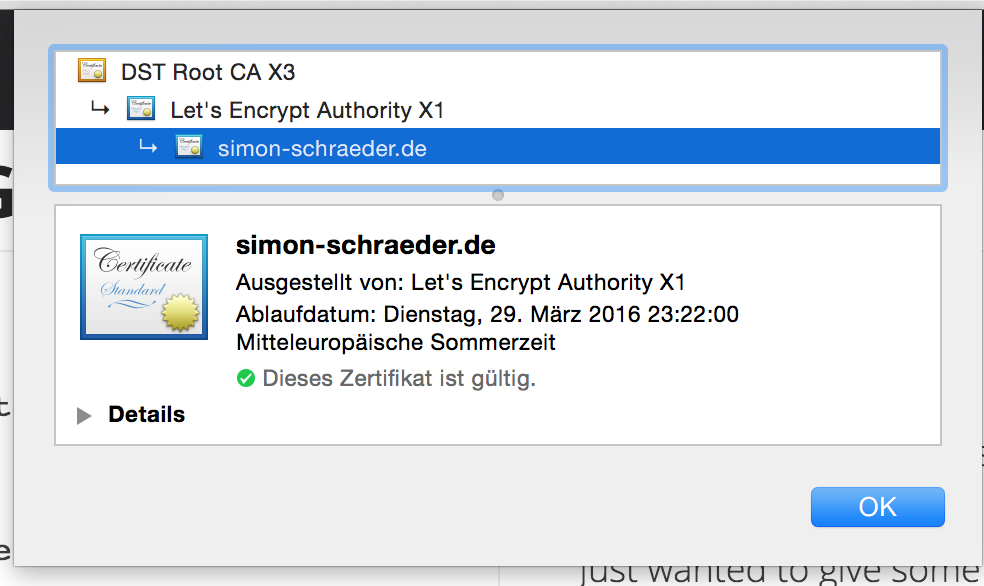 DST Root CA X3
Let's Encrypt Authority X1
simon-schraeder.de
simon-schraeder.de
Certificate
Standard
Ausgestellt von: Let's Encrypt Authority X1
Ablaufdatum: Dienstag, 29. März 2016 23:22:00
Mitteleuropäische Sommerzeit
Dieses Zertifikat ist gültig.
Details
OK
just wanted to give some